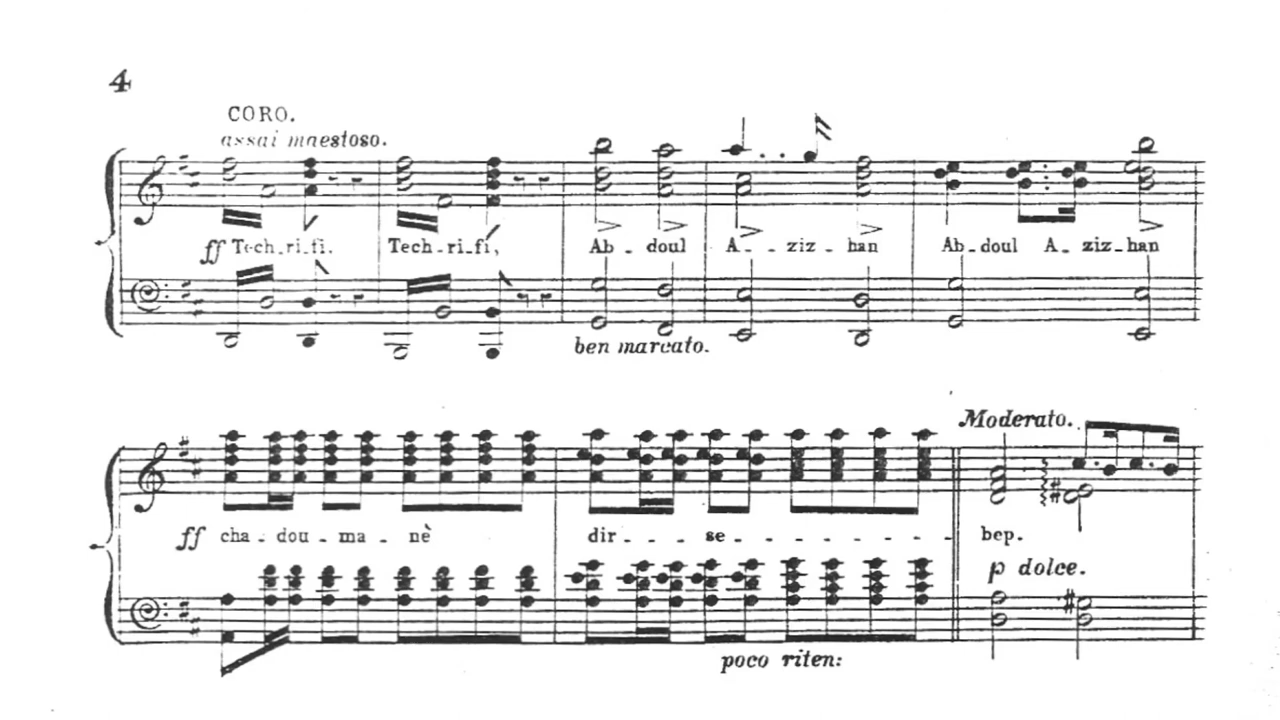 4
CORO.
assai maestoso.
ff Tech-ri-fi. Tech-ri-fi, Ab-doul A--ziz-han Ab-doul A-ziz-han
ben marcato.
Moderato.
ff cha-dou-ma-nè dir---se--------bep.
p dolce.
poco riten: